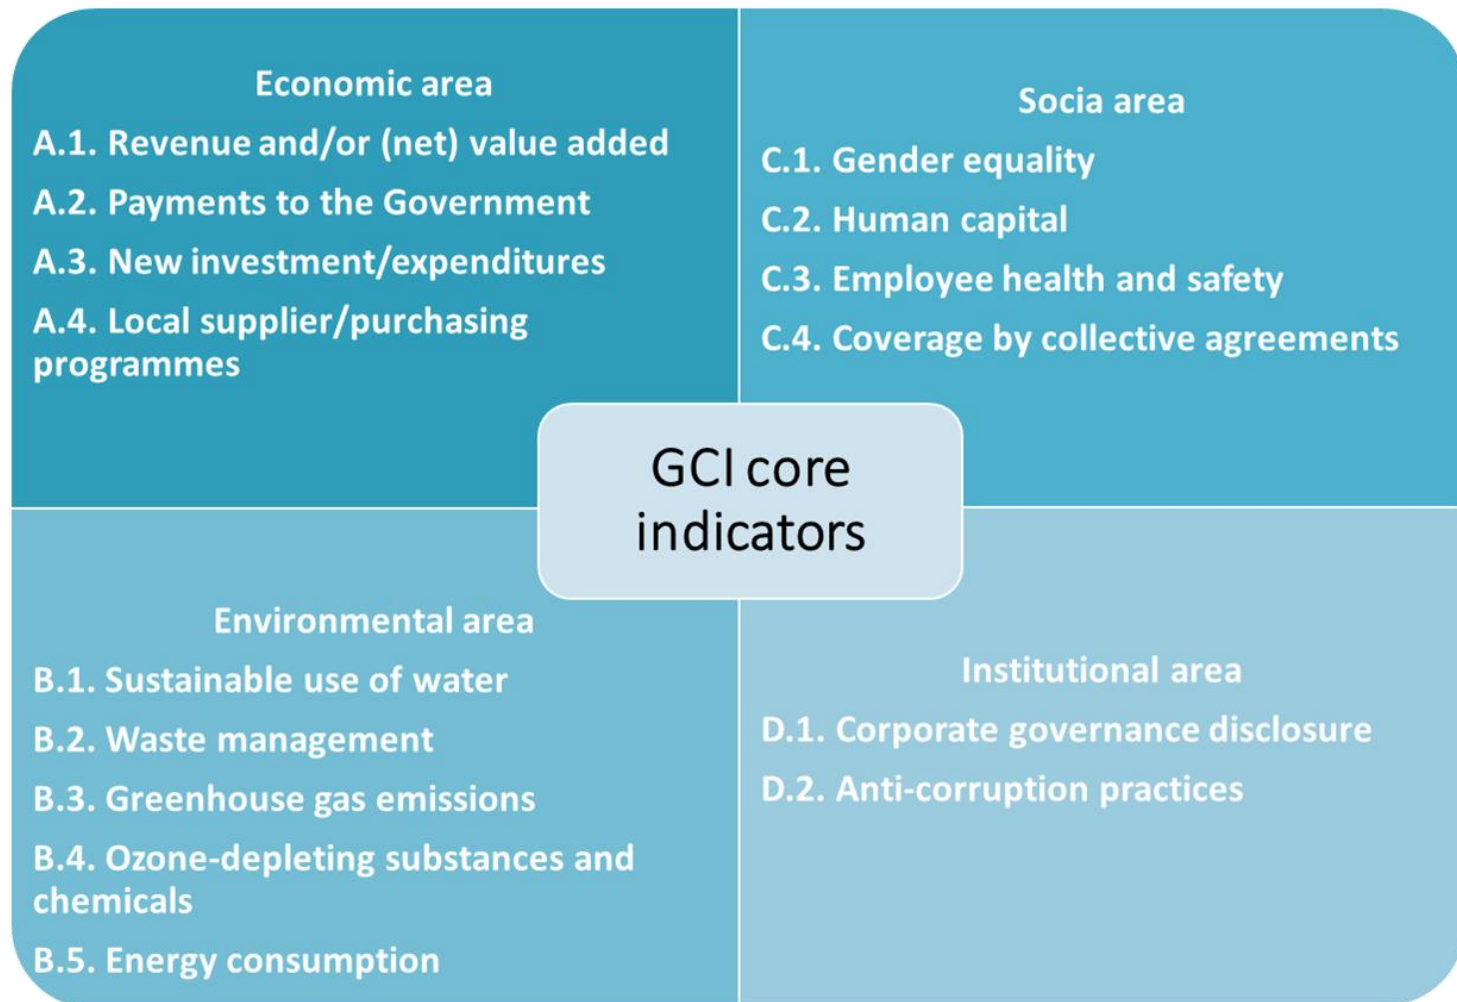 Economic area
A.1. Revenue and/or (net) value added
A.2. Payments to the Government
A.3. New investment/expenditures
A.4. Local supplier/purchasing
programmes
Socia area
C.1. Gender equality
C.2. Human capital
C.3. Employee health and safety
C.4. Coverage by collective agreements
GCI core
indicators
Environmental area
B.1. Sustainable use of water
B.2. Waste management
B.3. Greenhouse gas emissions
B.4. Ozone-depleting substances and
chemicals
B.5. Energy consumption
Institutional area
D.1. Corporate governance disclosure
D.2. Anti-corruption practices